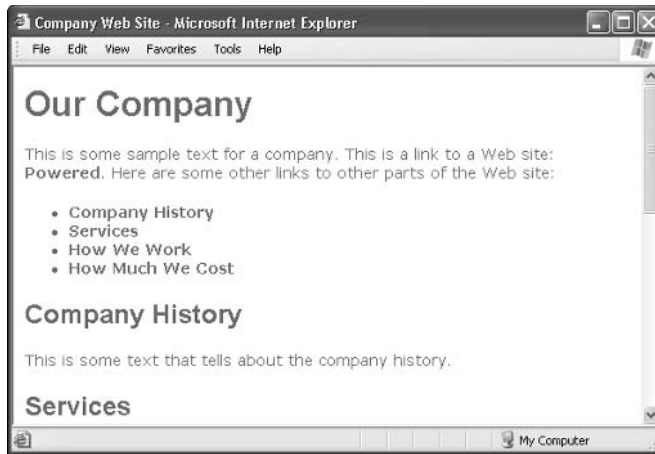 Company Web Site - Microsoft Internet Explorer
File Edit View Favorites Tools Help
Our Company
This is some sample text for a company. This is a link to a Web site:
Powered. Here are some other links to other parts of the Web site:
• Company History
• Services
• How We Work
• How Much We Cost
Company History
This is some text that tells about the company history.
Services
My Computer